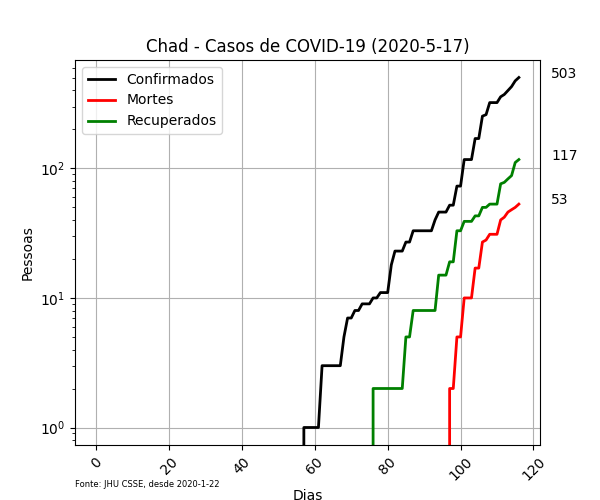 Chad - Casos de COVID-19 (2020-5-17)
Confirmados
Mortes
Recuperados
503
117
53
10²
10¹
10⁰
Pessoas
0 20 40 60 80 100 120
Fonte: JHU CSSE, desde 2020-1-22
Dias